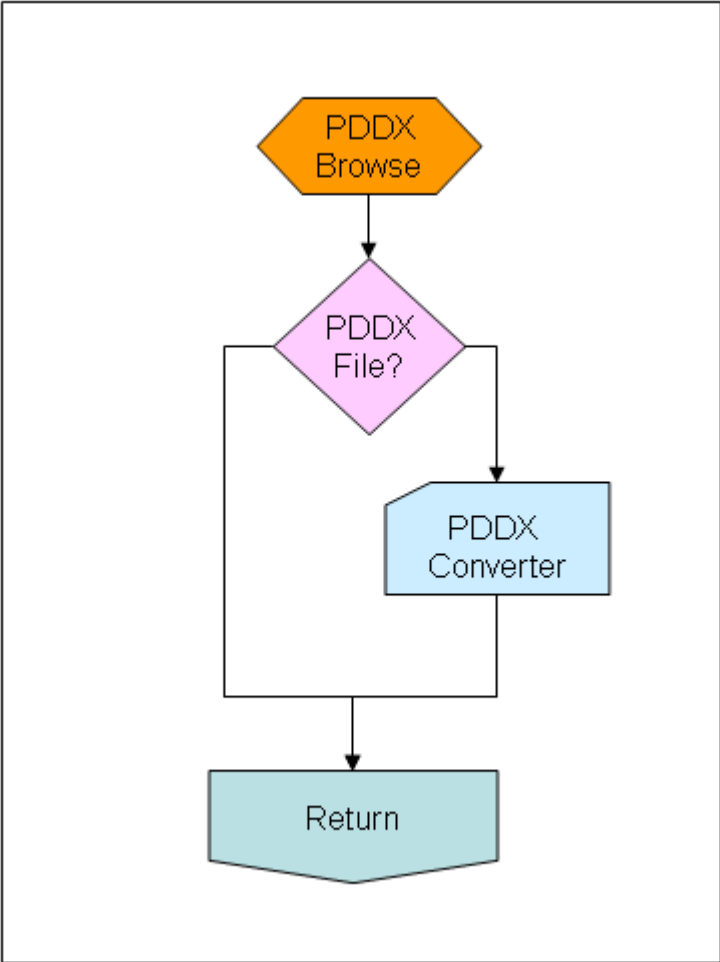 PDDX
Browse
PDDX
File?
PDDX
Converter
Return